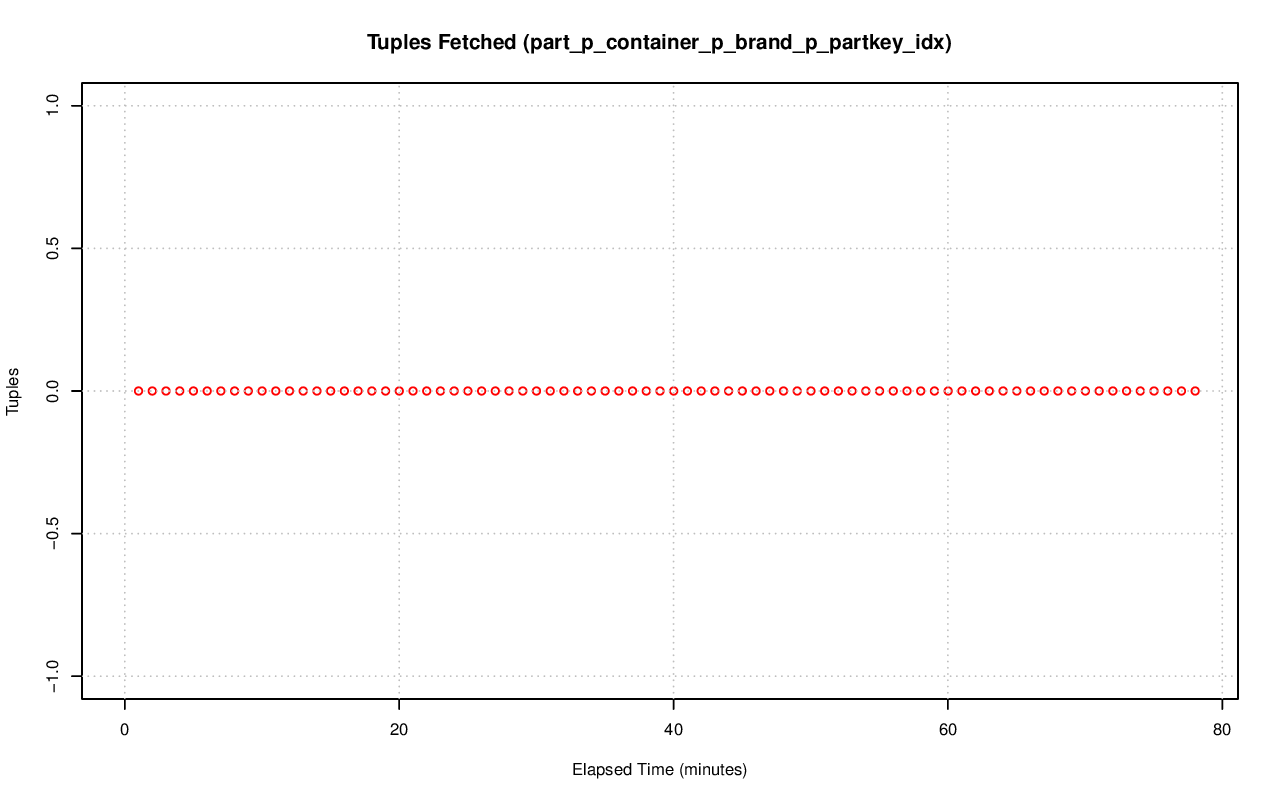 Tuples Fetched (part_p_container_p_brand_p_partkey_idx)
1.0
0.5
0.0
−0.5
−1.0
Tuples
0 20 40 60 80
Elapsed Time (minutes)